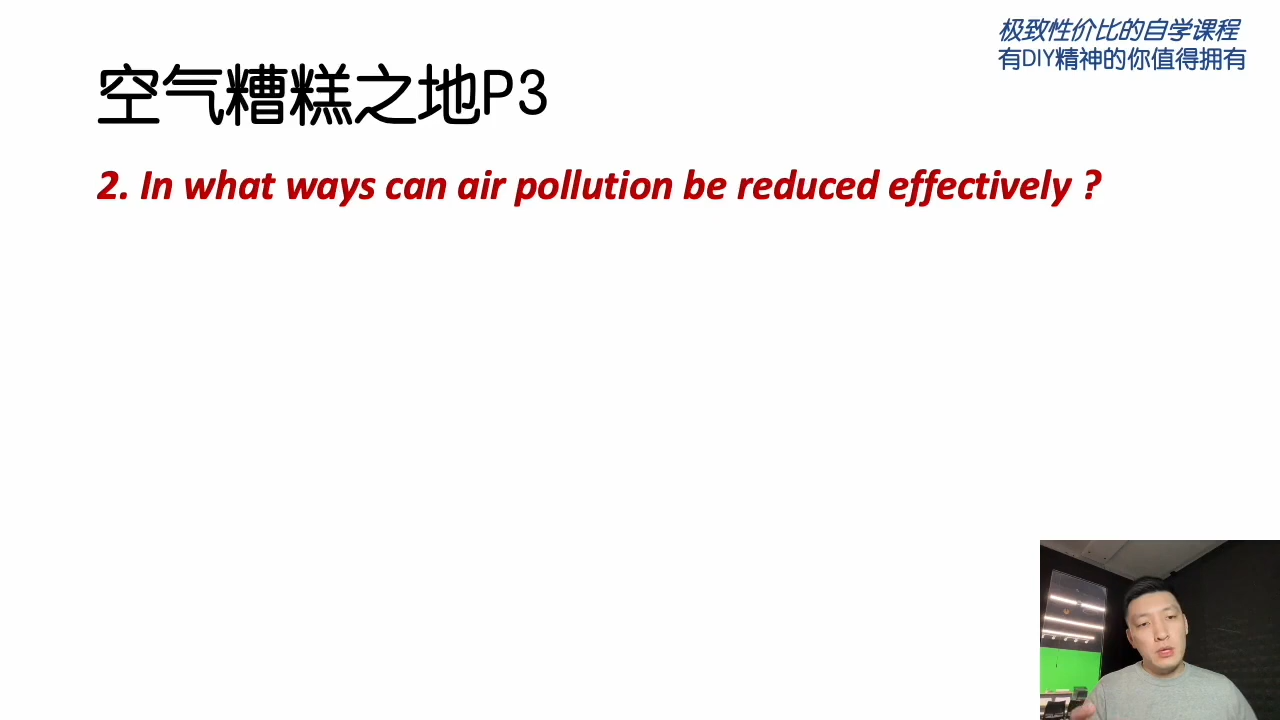 极致性价比的自学课程
有DIY精神的你值得拥有
空气糟糕之地P3
2. In what ways can air pollution be reduced effectively ?